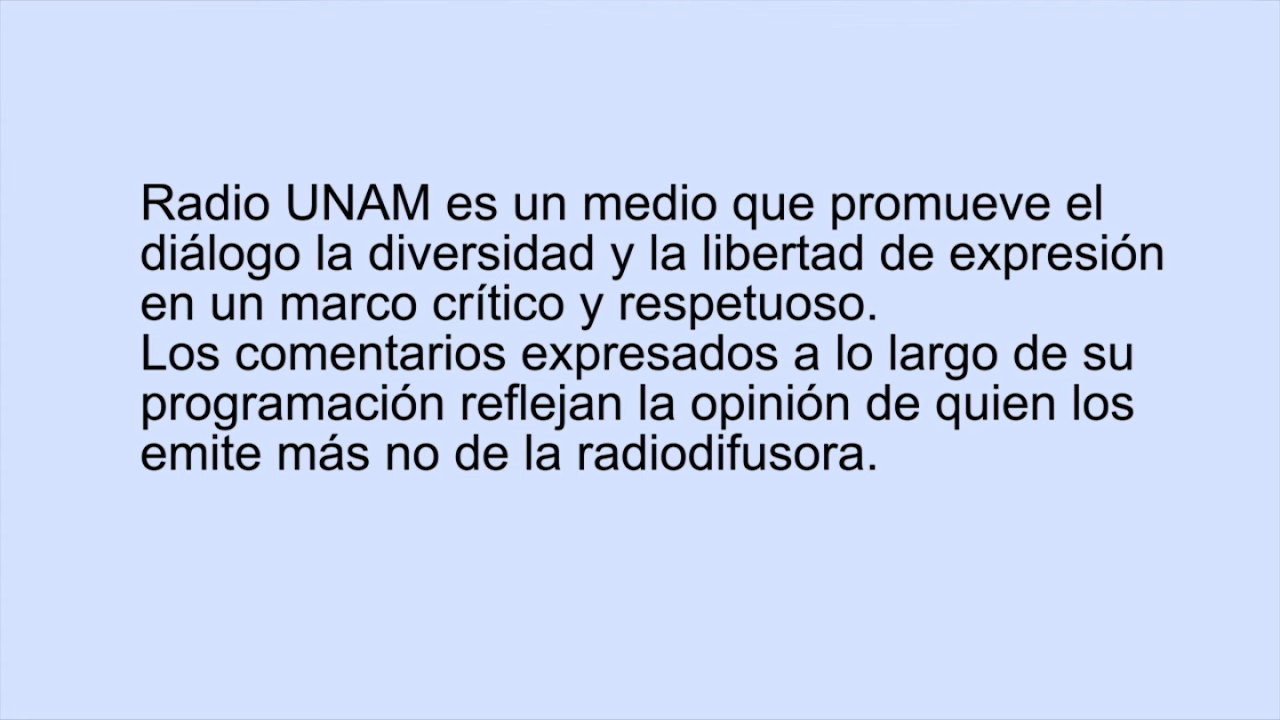 Radio UNAM es un medio que promueve el
diálogo la diversidad y la libertad de expresión
en un marco crítico y respetuoso.
Los comentarios expresados a lo largo de su
programación reflejan la opinión de quien los
emite más no de la radiodifusora.